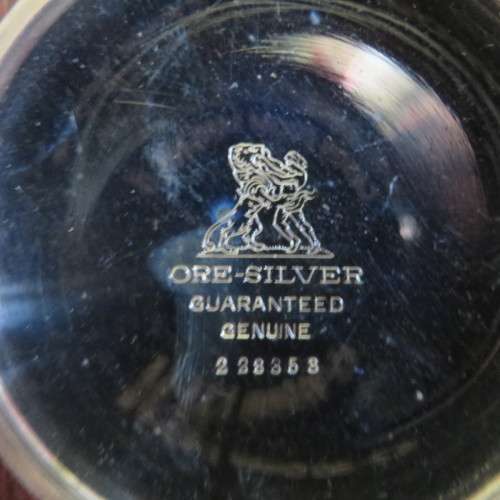 ORE-SILVER
GUARANTEED
GENUINE
228358